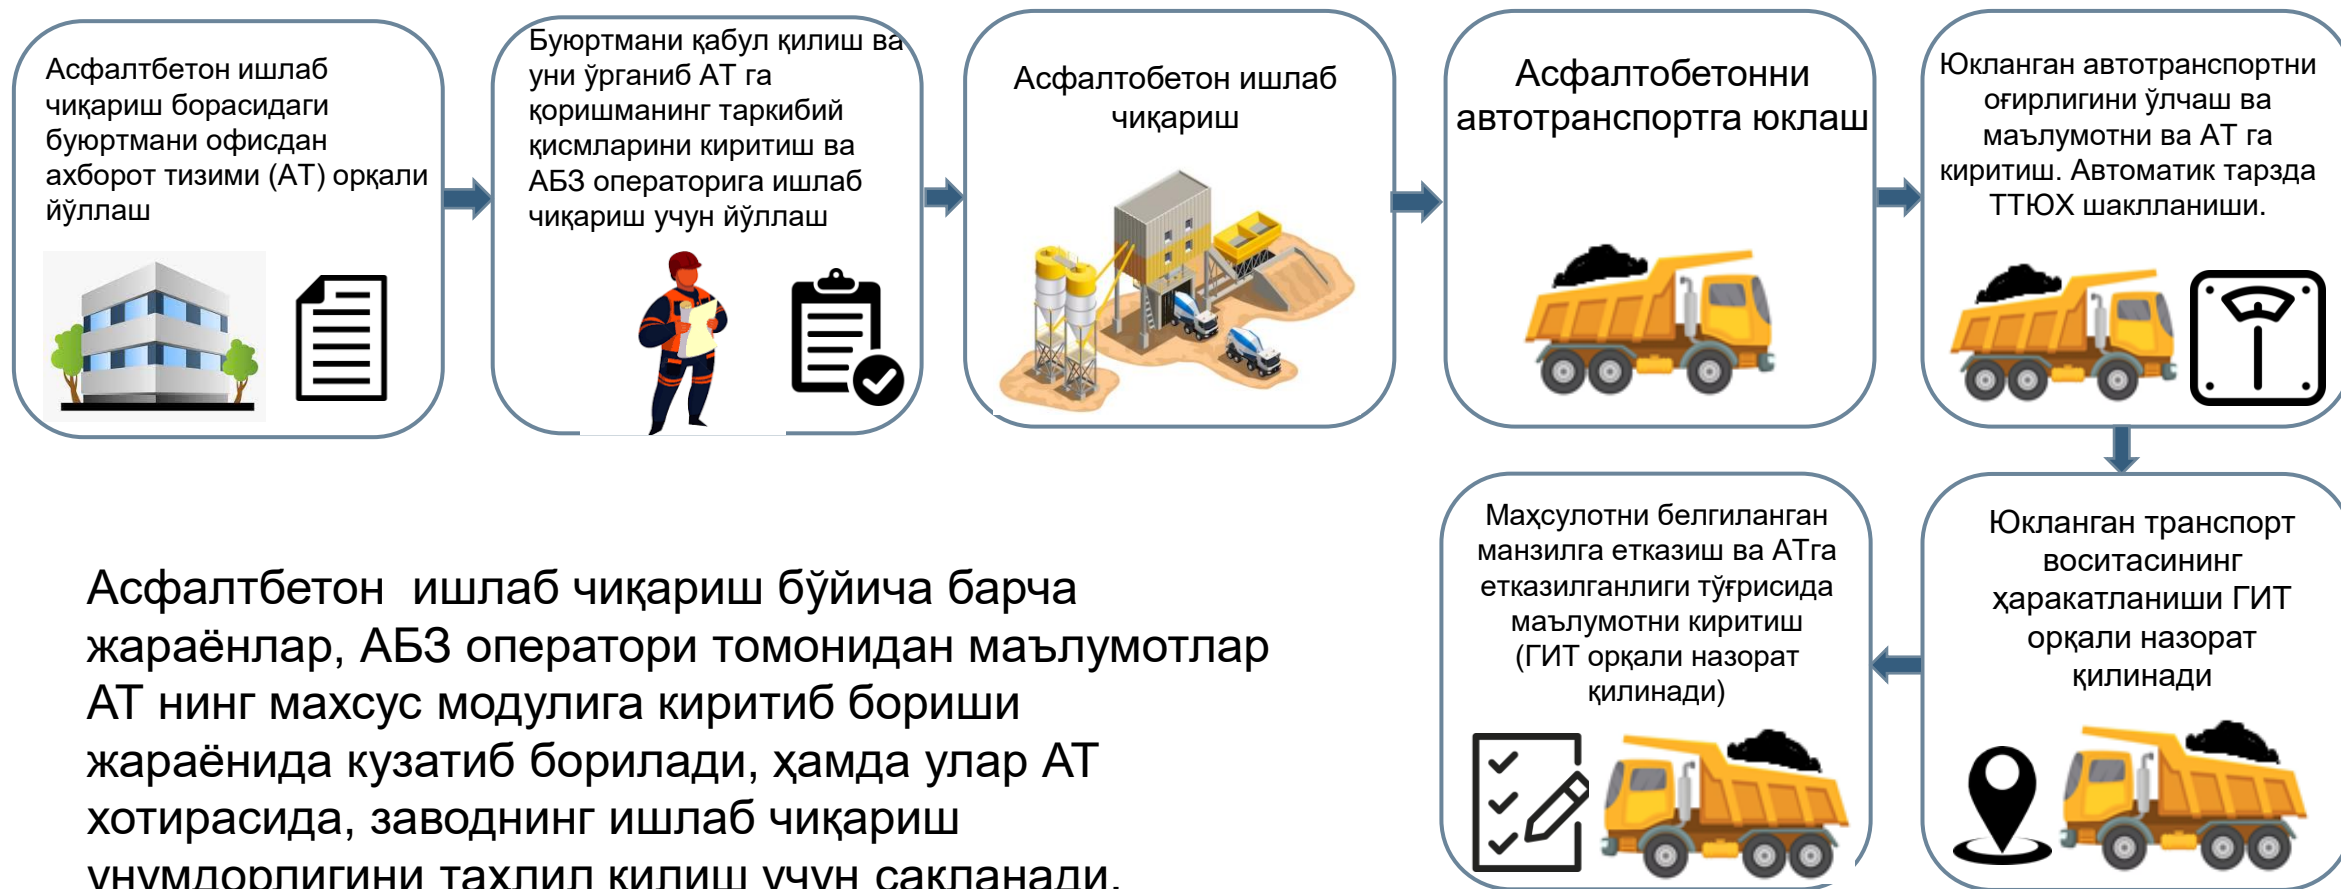 Асфалтбетон ишлаб
чиқариш борасидаги
буюртмани офисдан
ахборот тизими (АТ) орқали
йўллаш
Буюртмани қабул қилиш ва
уни ўрганиб АТ га
қоришманинг таркибий
қисмларини киритиш ва
АБЗ операторига ишлаб
чиқариш учун йўллаш
Асфалтобетон ишлаб
чиқариш
Асфалтобетонни
автотранспортга юклаш
Юкланган автотранспортни
оғирлигини ўлчаш ва
маълумотни ва АТ га
киритиш. Автоматик тарзда
ТТЮХ шаклланиши.
Юкланган транспорт
воситасининг
ҳаракатланиши ГИТ
орқали назорат
қилинади
Маҳсулотни белгиланган
манзилга етказиш ва АТга
етказилганлиги тўғрисида
маълумотни киритиш
(ГИТ орқали назорат
қилинади)
Асфалтбетон ишлаб чиқариш бўйича барча
жараёнлар, АБЗ оператори томонидан маълумотлар
АТ нинг махсус модулига киритиб бориши
жараёнида кузатиб борилади, ҳамда улар АТ
хотирасида, заводнинг ишлаб чиқариш
унумдорлигини таҳлил қилиш учун сақланади.